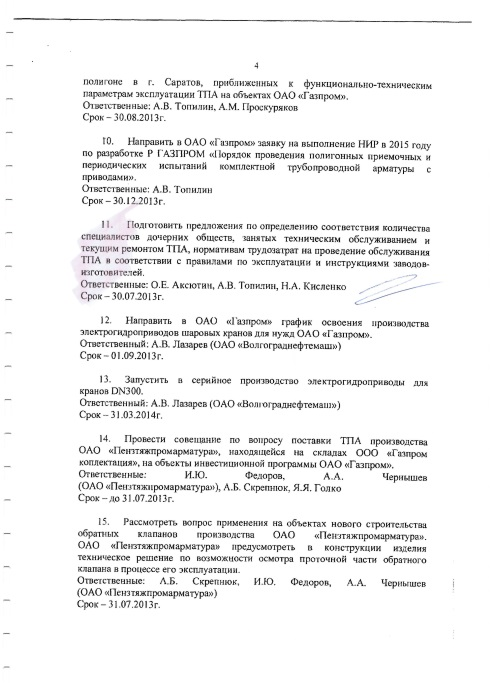 4
полигоне в г. Саратов, приближенных к функционально-техническим
параметрам эксплуатации ТПА на объектах ОАО «Газпром».
Ответственные: А.В. Топилин, А.М. Проскуряков
Срок – 30.08.2013г.
10. Направить в ОАО «Газпром» заявку на выполнение НИР в 2015 году
по разработке Р ГАЗПРОМ «Порядок проведения полигонных приемочных и
периодических испытаний комплектной трубопроводной арматуры с
приводами».
Ответственные: А.В. Топилин
Срок – 30.12.2013г.
11. Подготовить предложения по определению соответствия количества
специалистов дочерних обществ, занятых техническим обслуживанием и
текущим ремонтом ТПА, нормативам трудозатрат на проведение обслуживания
ТПА в соответствии с правилами по эксплуатации и инструкциями заводов-
изготовителей.
Ответственные: О.Е. Аксютин, А.В. Топилин, Н.А. Кисленко
Срок – 30.07.2013г.
12. Направить в ОАО «Газпром» график освоения производства
электрогидроприводов шаровых кранов для нужд ОАО «Газпром».
Ответственный: А.В. Лазарев (ОАО «Волгограднефтемаш»)
Срок – 01.09.2013г.
13. Запустить в серийное производство электрогидроприводы для
кранов DN300.
Ответственный: А.В. Лазарев (ОАО «Волгограднефтемаш»)
Срок – 31.03.2014г.
14. Провести совещание по вопросу поставки ТПА производства
ОАО «Пензтяжпромарматура», находящейся на складах ООО «Газпром
коплектация», на объекты инвестиционной программы ОАО «Газпром».
Ответственные: И.Ю. Федоров, А.А. Чернышев
(ОАО «Пензтяжпромарматура»), А.Б. Скрепнюк, Я.Я. Голко
Срок – до 31.07.2013г.
15. Рассмотреть вопрос применения на объектах нового строительства
обратных клапанов производства ОАО «Пензтяжпромарматура».
ОАО «Пензтяжпромарматура» предусмотреть в конструкции изделия
техническое решение по возможности осмотра проточной части обратного
клапана в процессе его эксплуатации.
Ответственные: А.Б. Скрепнюк, И.Ю. Федоров, А.А. Чернышев
(ОАО «Пензтяжпромарматура»)
Срок – 31.07.2013г.